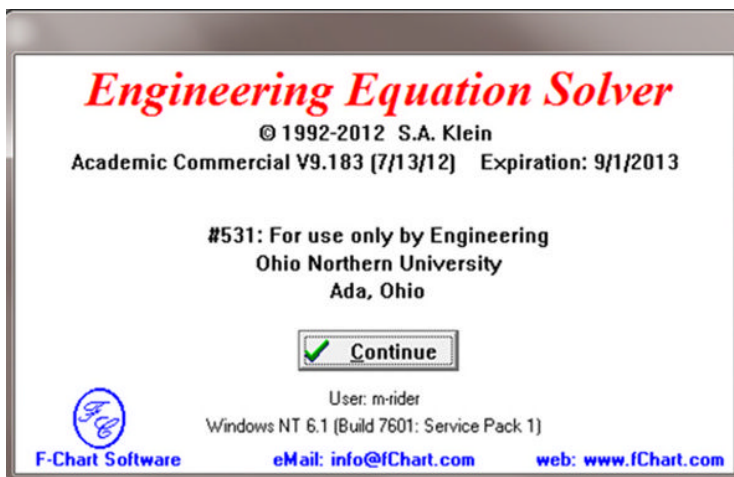 Engineering Equation Solver
© 1992-2012 S.A. Klein
Academic Commercial V9.183 (7/13/12) Expiration: 9/1/2013
#531: For use only by Engineering
Ohio Northern University
Ada, Ohio
Continue
User: m-rider
Windows NT 6.1 (Build 7601: Service Pack 1)
FC
F-Chart Software eMail: info@fChart.com web: www.fChart.com